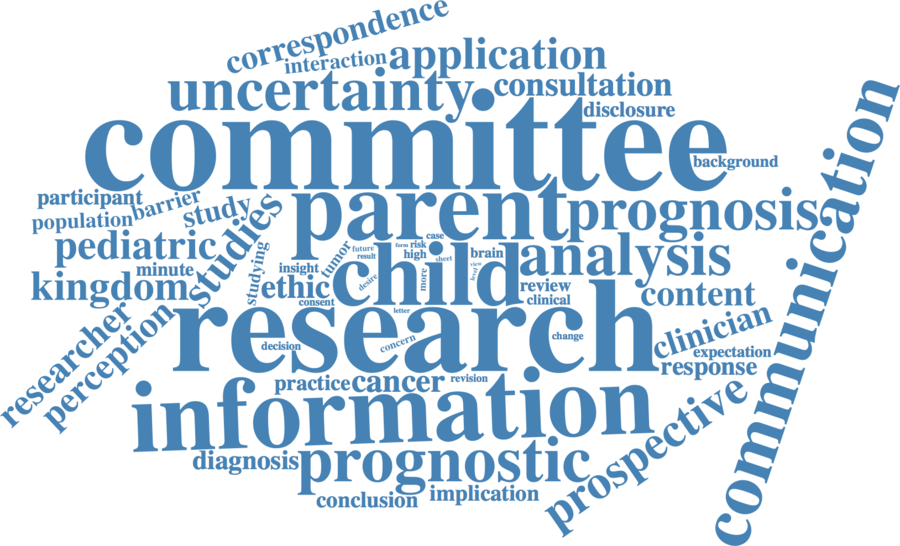 correspondence
interaction
application
uncertainty
consultation
disclosure
committee
background
communication
participant
barrier
population
study
studies
parent
prognosis
pediatric
minute
kingdom
studying
insight
tumor
future
result
desire
form
risk
case
high
short
more
brain
view
level
child
analysis
ethic
consent
letter
review
clinical
content
researcher
perception
research
decision
concern
change
clinician
expectation
response
practice
cancer
revision
information
prospective
diagnosis
prognostic
conclusion
implication